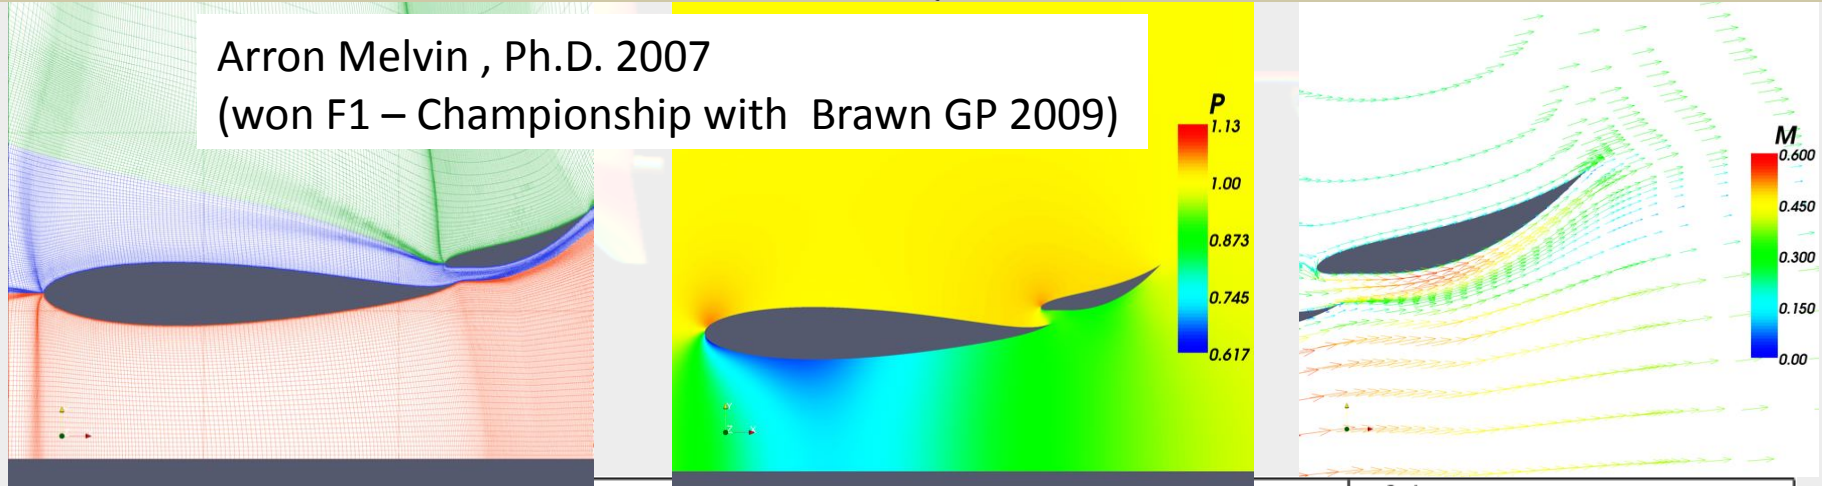 Arron Melvin , Ph.D. 2007
(won F1 – Championship with  Brawn GP 2009)
P
1.13
1.00
0.873
0.745
0.617
M
0.600
0.450
0.300
0.150
0.00
Y
Z
X